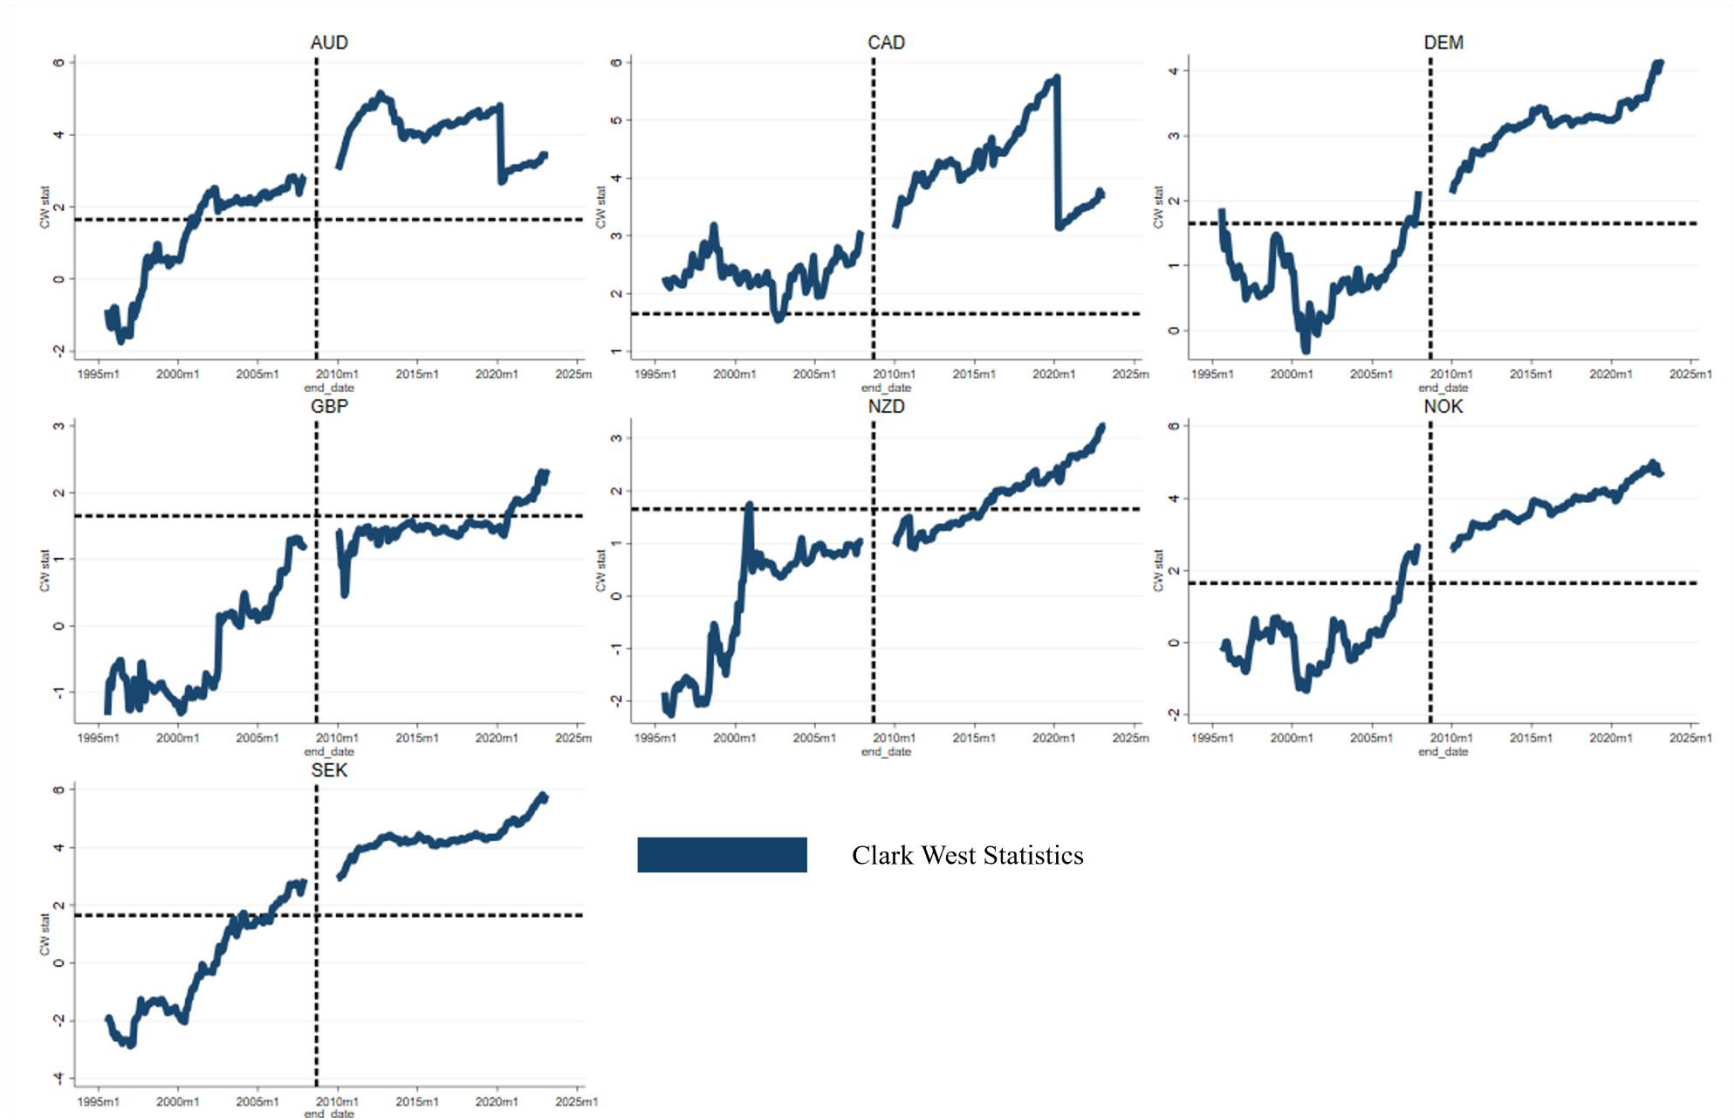 AUD
6
4
2
0
-2
CW stat
1995m1 2000m1 2005m1 2010m1 2015m1 2020m1 2025m
end_date
CAD
6
5
4
3
2
1
CW stat
1995m1 2000m1 2005m1 2010m1 2015m1 2020m1 2025m
end_date
DEM
4
3
2
1
0
CW stat
1995m1 2000m1 2005m1 2010m1 2015m1 2020m1 2025m1
end_date
GBP
3
2
1
0
-1
CW stat
1995m1 2000m1 2005m1 2010m1 2015m1 2020m1 2025m
end_date
NZD
3
2
1
0
-1
-2
CW stat
1995m1 2000m1 2005m1 2010m1 2015m1 2020m1 2025m
end_date
NOK
6
4
2
0
-2
CW stat
1995m1 2000m1 2005m1 2010m1 2015m1 2020m1 2025m1
end_date
SEK
6
4
2
0
-2
-4
CW stat
1995m1 2000m1 2005m1 2010m1 2015m1 2020m1 2025m1
end_date
Clark West Statistics